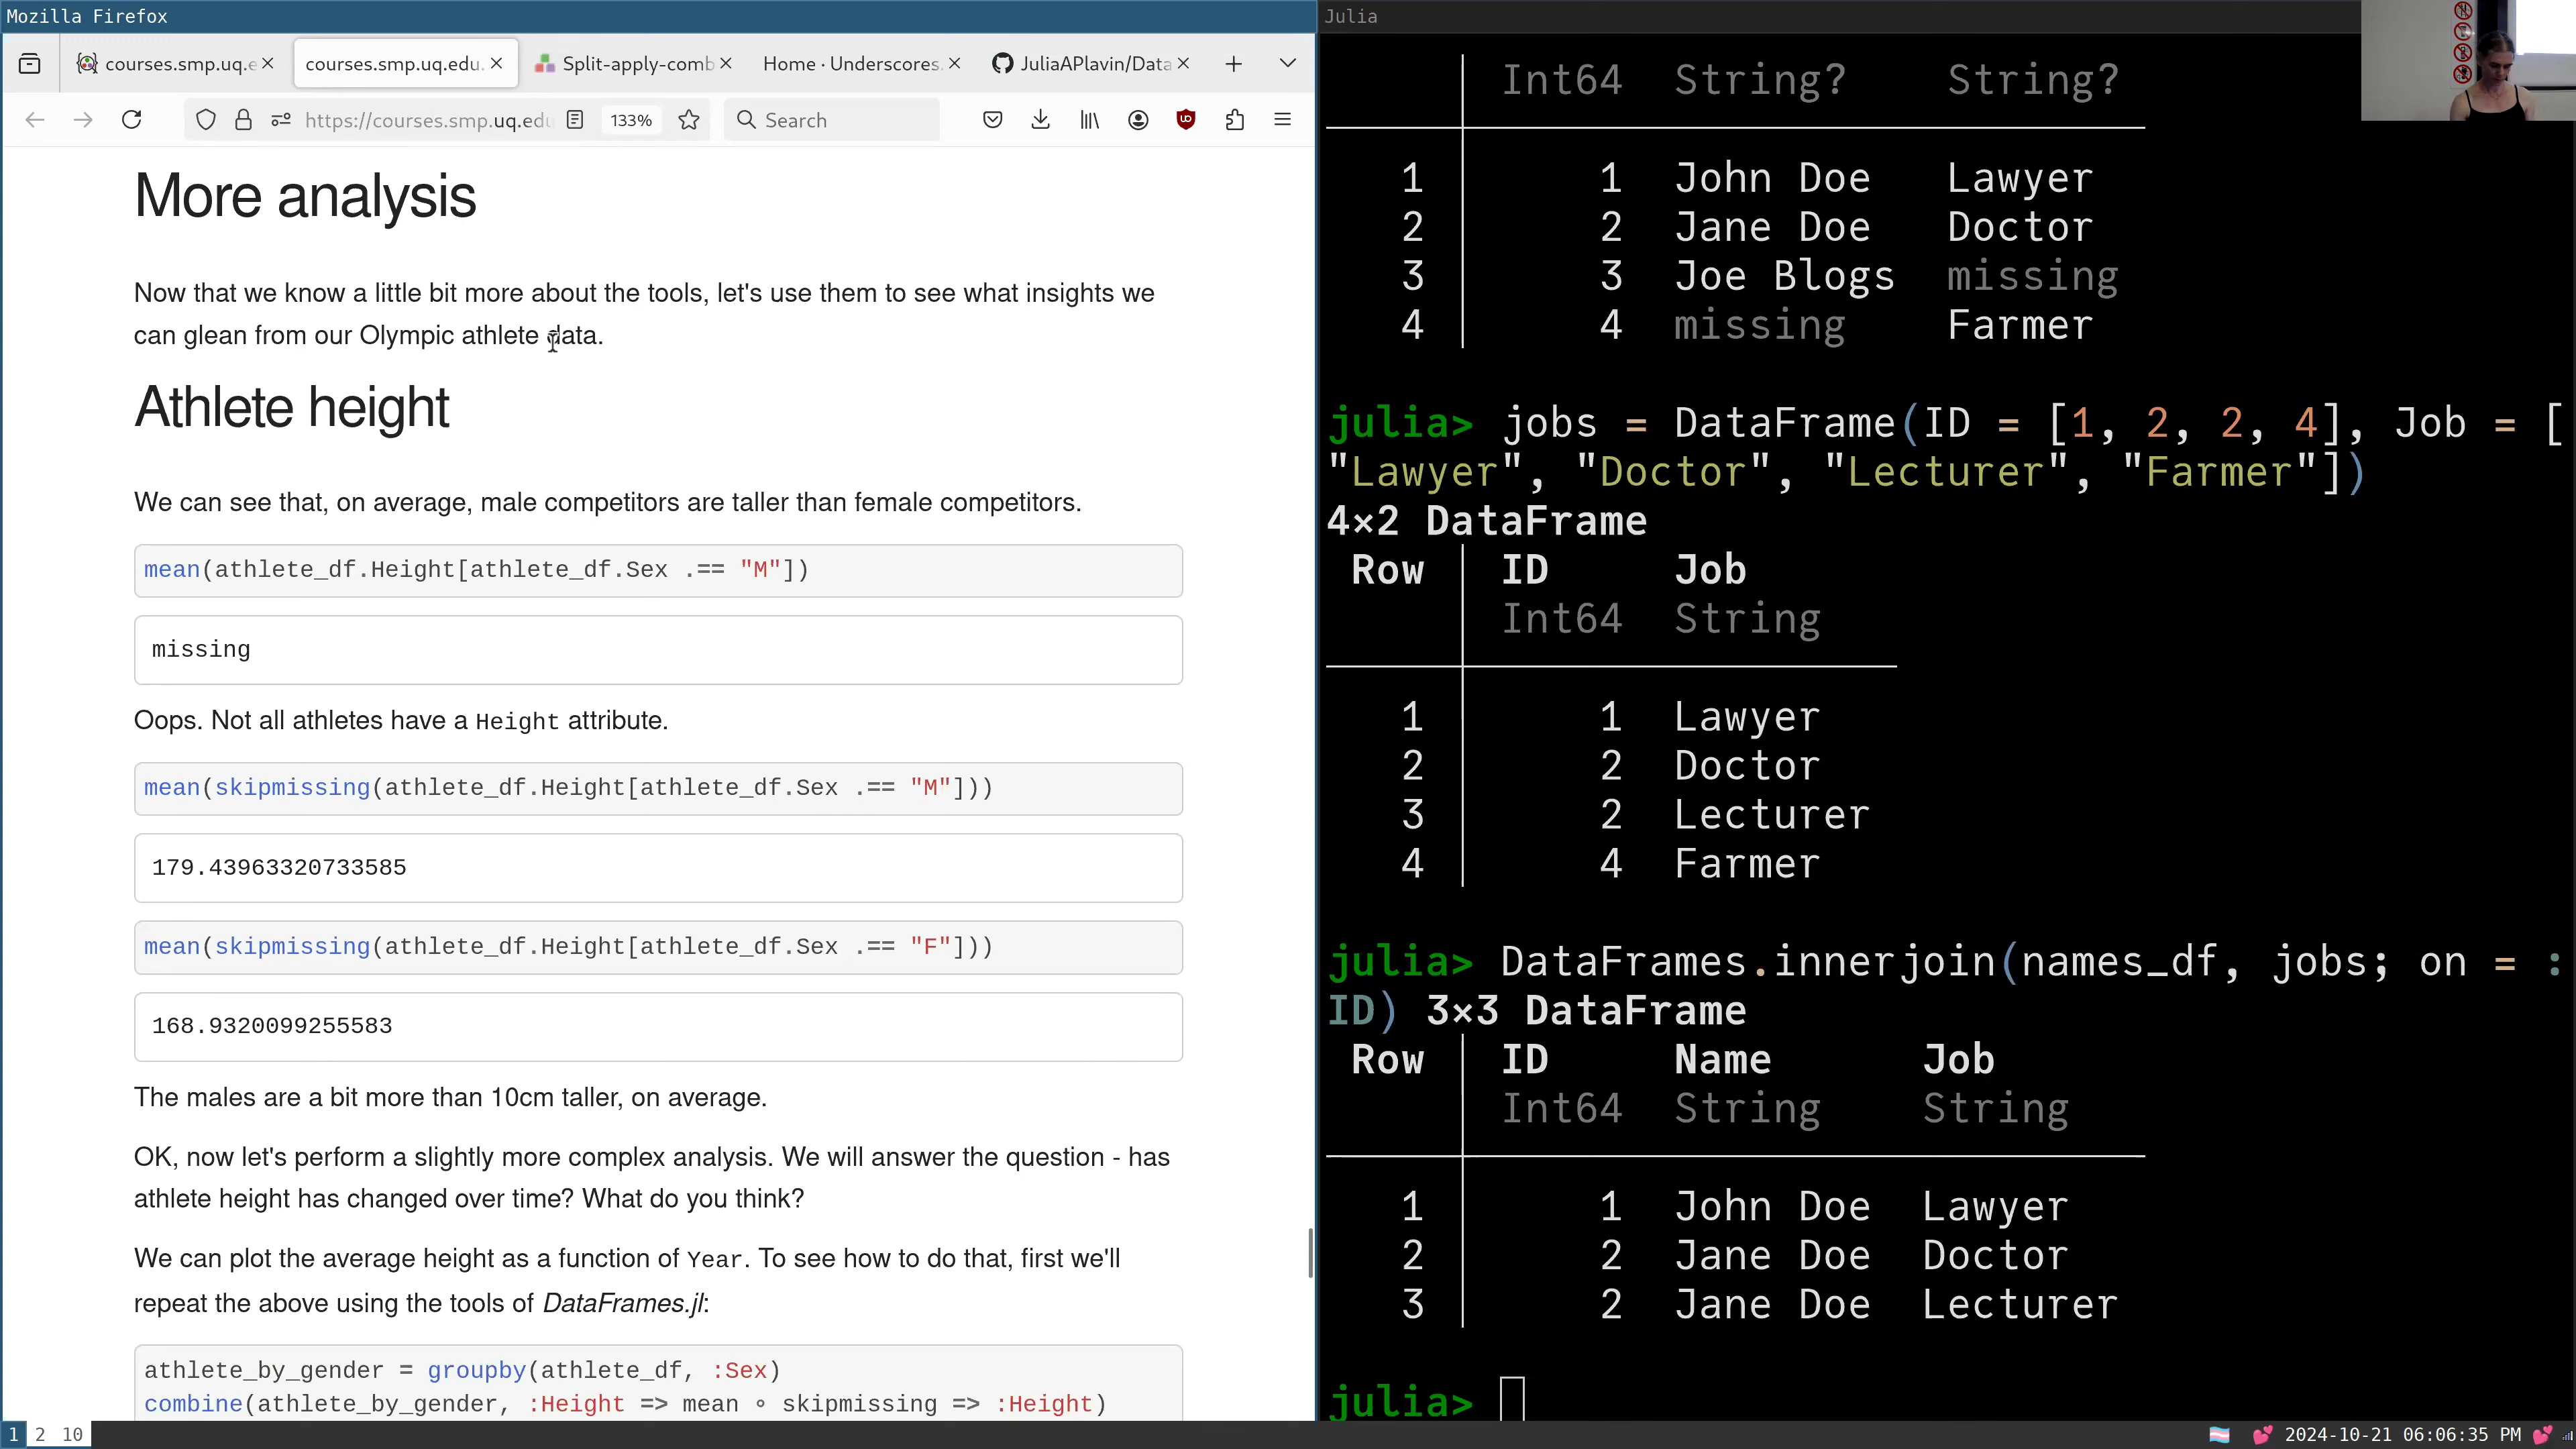 Mozilla Firefox
courses.smp.uq.e
courses.smp.uq.edu.
Split-apply-comb
Home · Underscores.
JuliaAPlavin/Data
https://courses.smp.uq.edu
133%
Search
More analysis
Now that we know a little bit more about the tools, let's use them to see what insights we
can glean from our Olympic athlete data.
Athlete height
We can see that, on average, male competitors are taller than female competitors.
mean(athlete_df.Height[athlete_df.Sex .== "M"])
missing
Oops. Not all athletes have a Height attribute.
mean(skipmissing(athlete_df.Height[athlete_df.Sex .== "M"]))
179.43963320733585
mean(skipmissing(athlete_df.Height[athlete_df.Sex .== "F"]))
168.9320099255583
The males are a bit more than 10cm taller, on average.
OK, now let's perform a slightly more complex analysis. We will answer the question - has
athlete height has changed over time? What do you think?
We can plot the average height as a function of Year. To see how to do that, first we'll
repeat the above using the tools of DataFrames.jl:
athlete_by_gender = groupby(athlete_df, :Sex)
combine(athlete_by_gender, :Height => mean ∘ skipmissing => :Height)
1 2 10
Julia
Int64 String? String?
1 1 John Doe Lawyer
2 2 Jane Doe Doctor
3 3 Joe Blogs missing
4 4 missing Farmer
julia> jobs = DataFrame(ID = [1, 2, 2, 4], Job = [
"Lawyer", "Doctor", "Lecturer", "Farmer"])
4×2 DataFrame
Row ID Job
Int64 String
1 1 Lawyer
2 2 Doctor
3 2 Lecturer
4 4 Farmer
julia> DataFrames.innerjoin(names_df, jobs; on = :
ID) 3×3 DataFrame
Row ID Name Job
Int64 String String
1 1 John Doe Lawyer
2 2 Jane Doe Doctor
3 2 Jane Doe Lecturer
julia>
2024-10-21 06:06:35 PM